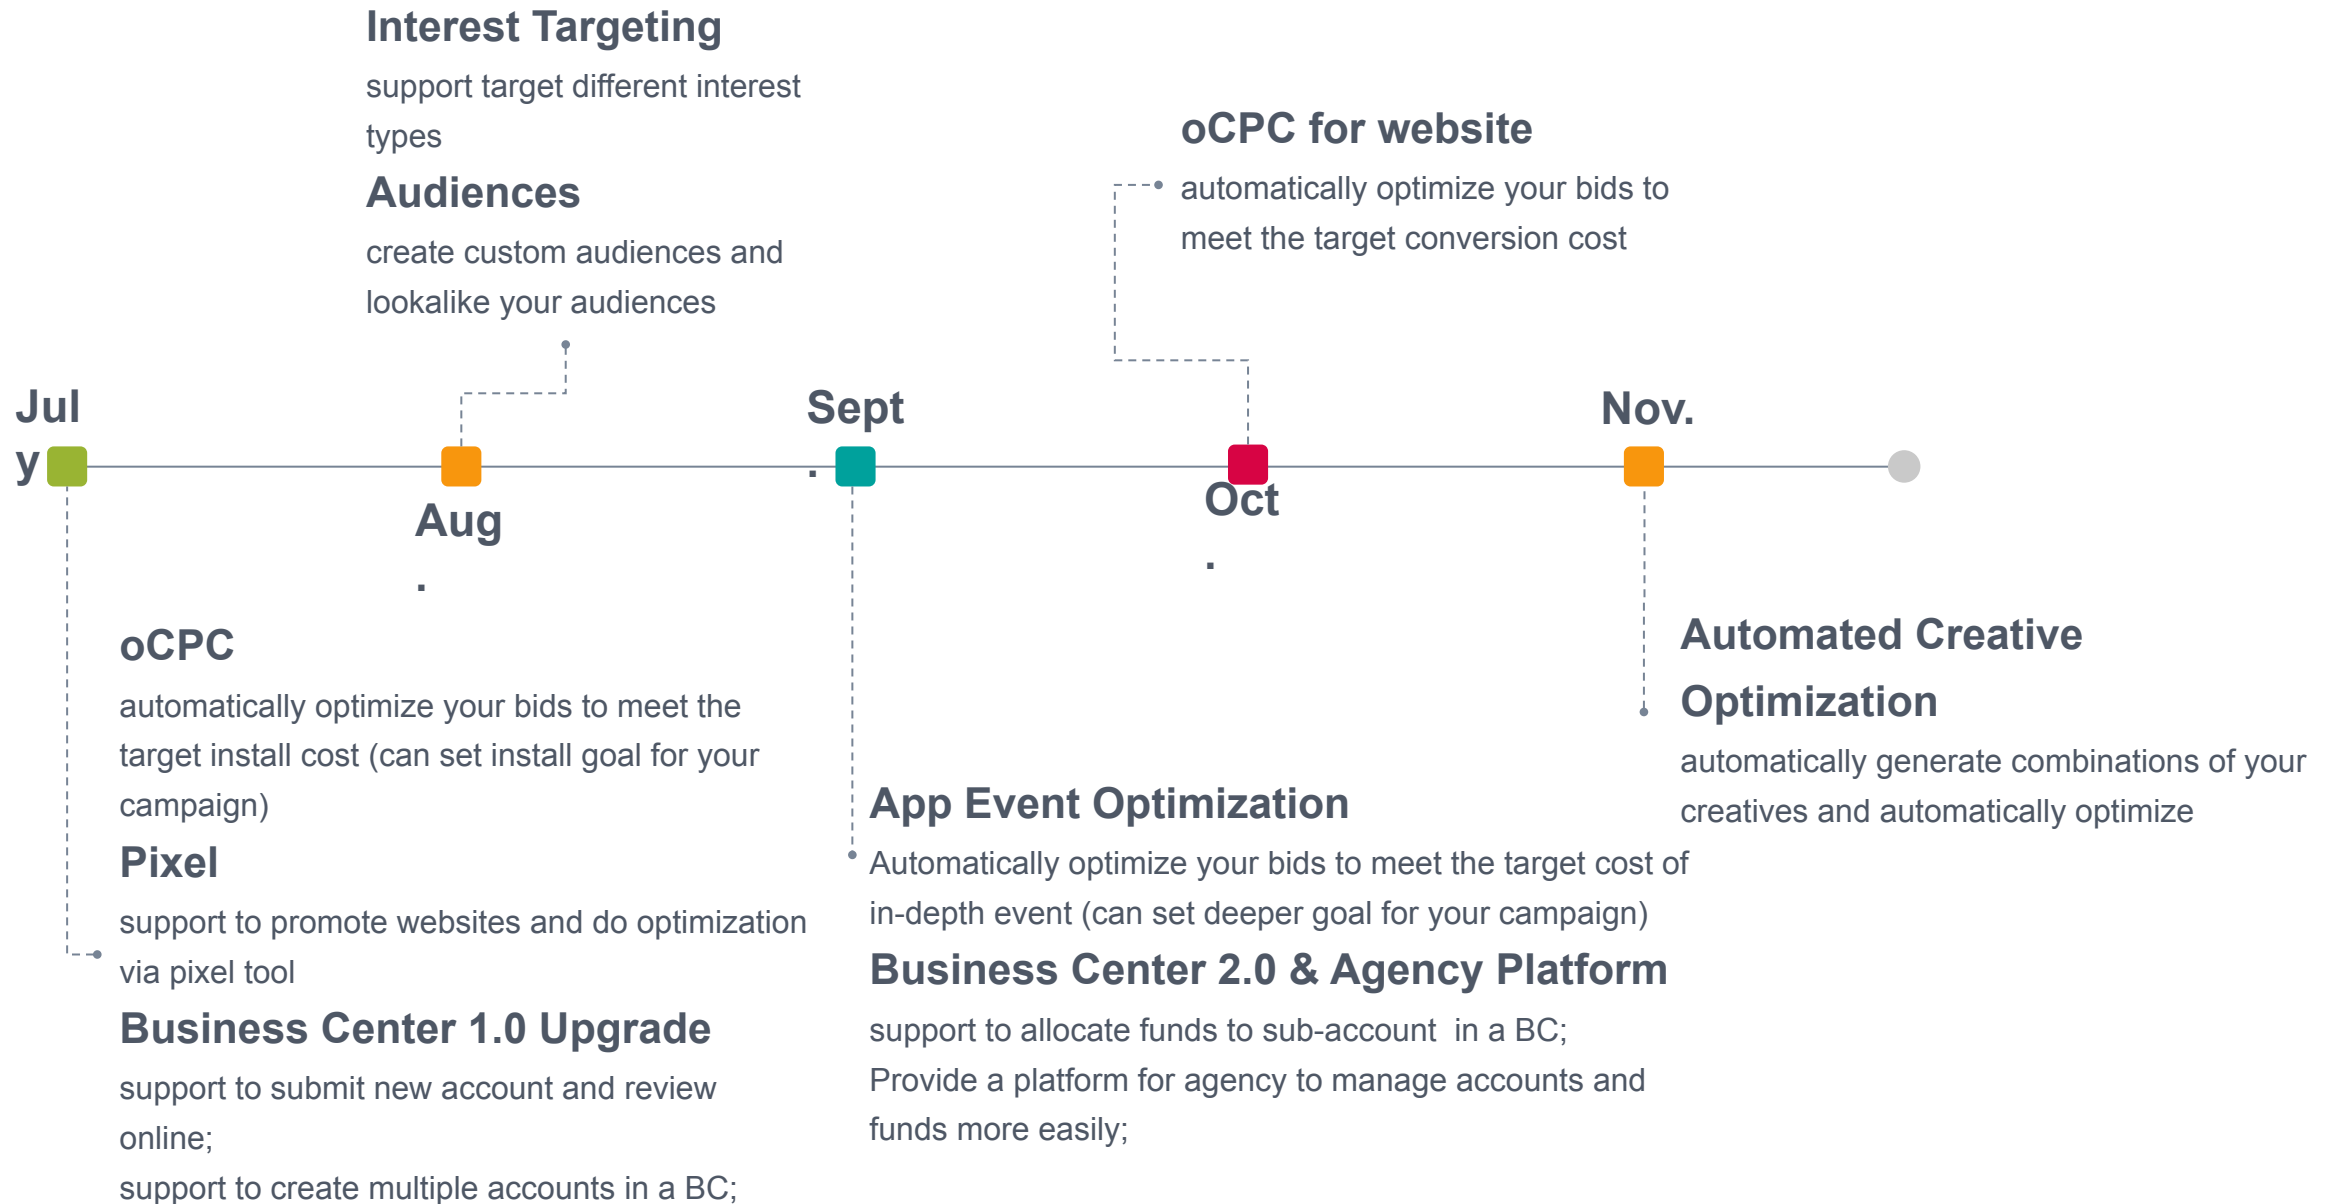 Interest Targeting
support target different interest
types
Audiences
create custom audiences and
lookalike your audiences
oCPC for website
automatically optimize your bids to
meet the target conversion cost
Jul
y
Aug
.
Sept
.
Oct
.
Nov.
oCPC
automatically optimize your bids to meet the
target install cost (can set install goal for your
campaign)
Pixel
support to promote websites and do optimization
via pixel tool
Business Center 1.0 Upgrade
support to submit new account and review
online;
support to create multiple accounts in a BC;
App Event Optimization
Automatically optimize your bids to meet the target cost of
in-depth event (can set deeper goal for your campaign)
Business Center 2.0 & Agency Platform
support to allocate funds to sub-account  in a BC;
Provide a platform for agency to manage accounts and
funds more easily;
Automated Creative
Optimization
automatically generate combinations of your
creatives and automatically optimize